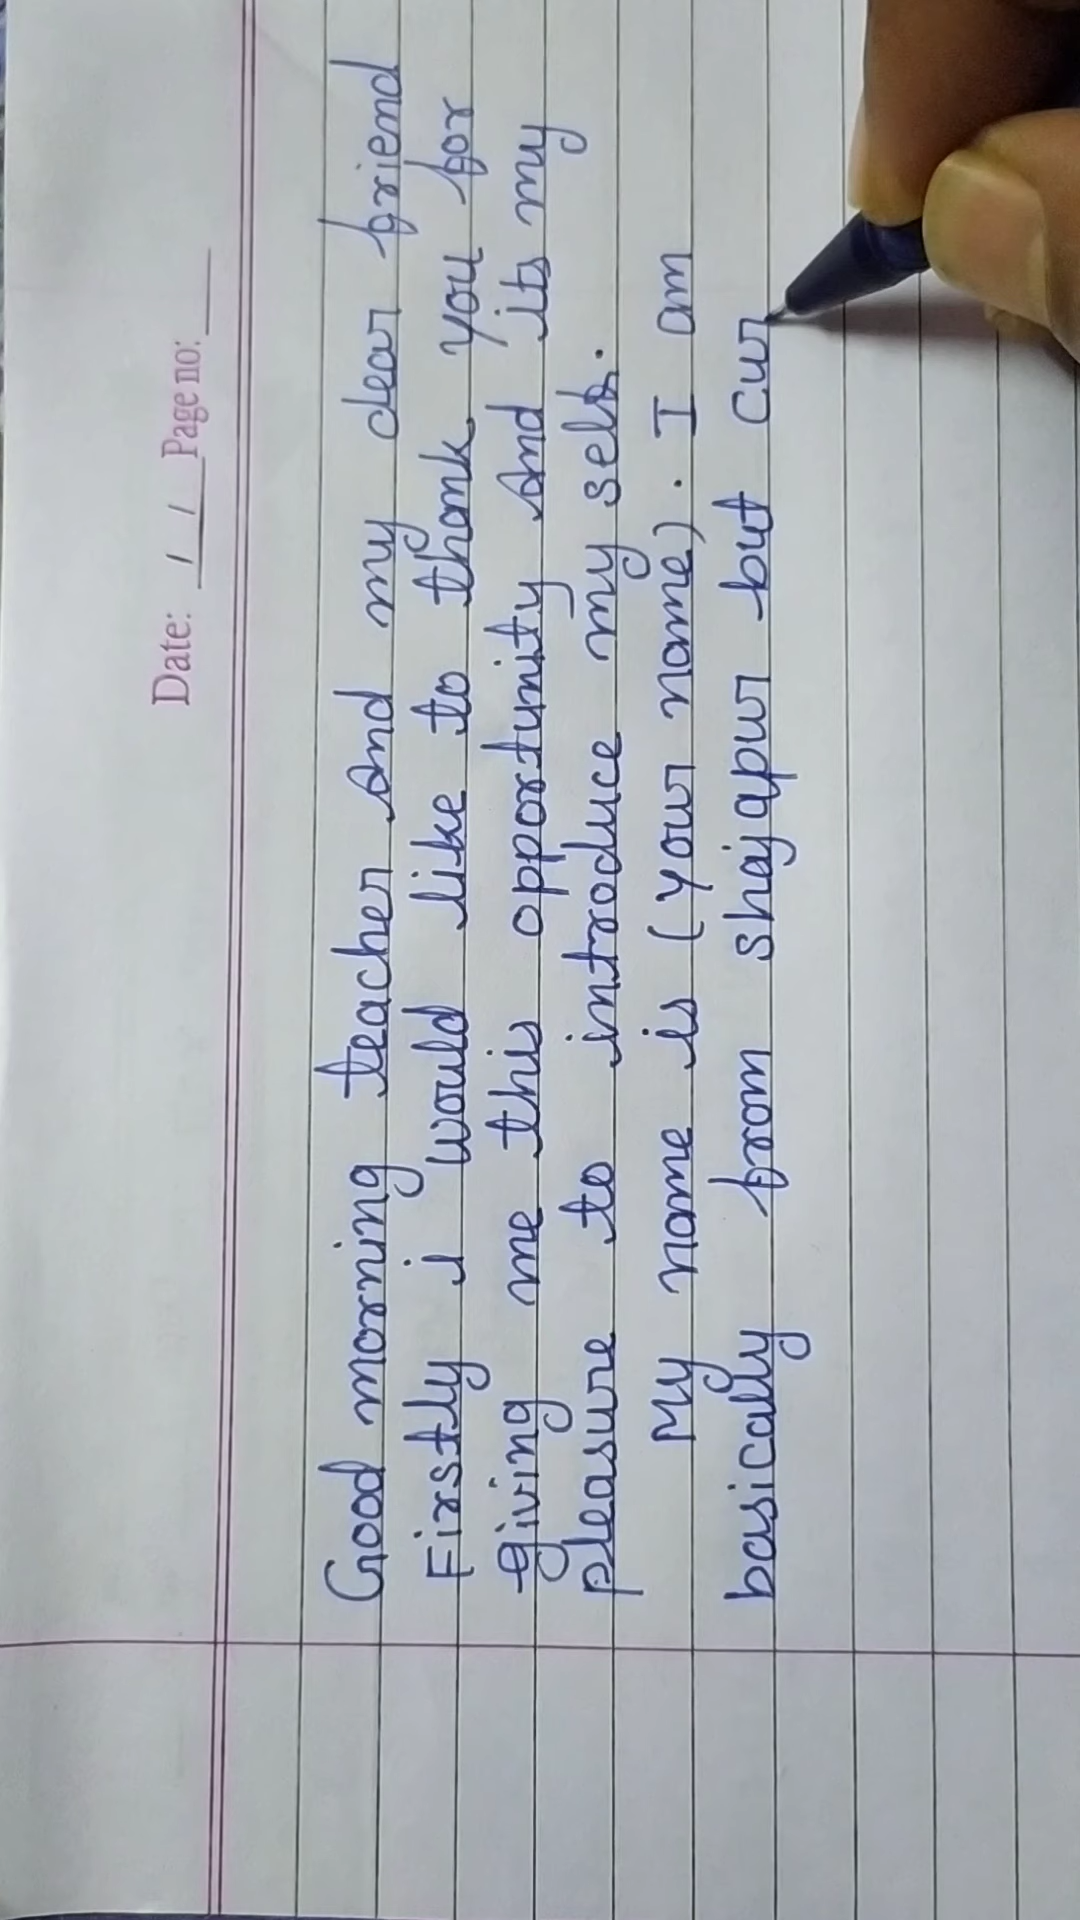 Date: / / Page no:
Good morning teacher and my dear friend
Firstly i would like to thank you for
giving me this opportunity and its my
pleasure to introduce my self.
My name is (your name). I am
basically from shajapur but cur